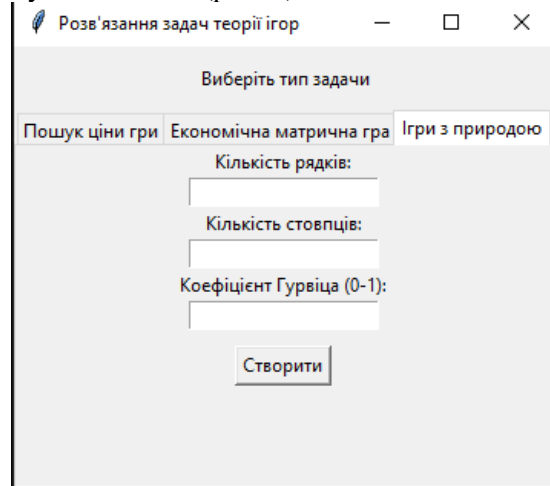 Розв'язання задач теорії ігор
Виберіть тип задачи
Пошук ціни гри Економічна матрична гра Ігри з природою
Кількість рядків:
Кількість стовпців:
Коефіцієнт Гурвіца (0-1):
Створити